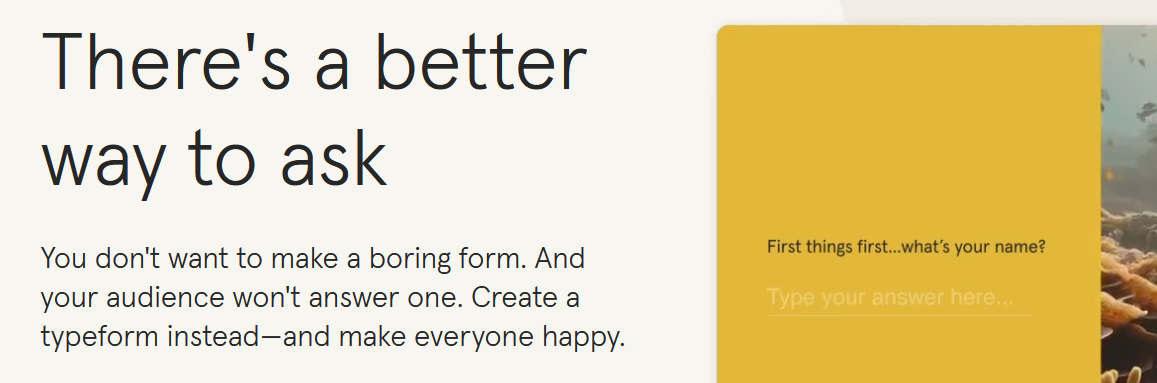 There's a better
way to ask
You don't want to make a boring form. And
your audience won't answer one. Create a
typeform instead—and make everyone happy.
First things first...what's your name?
Type your answer here...